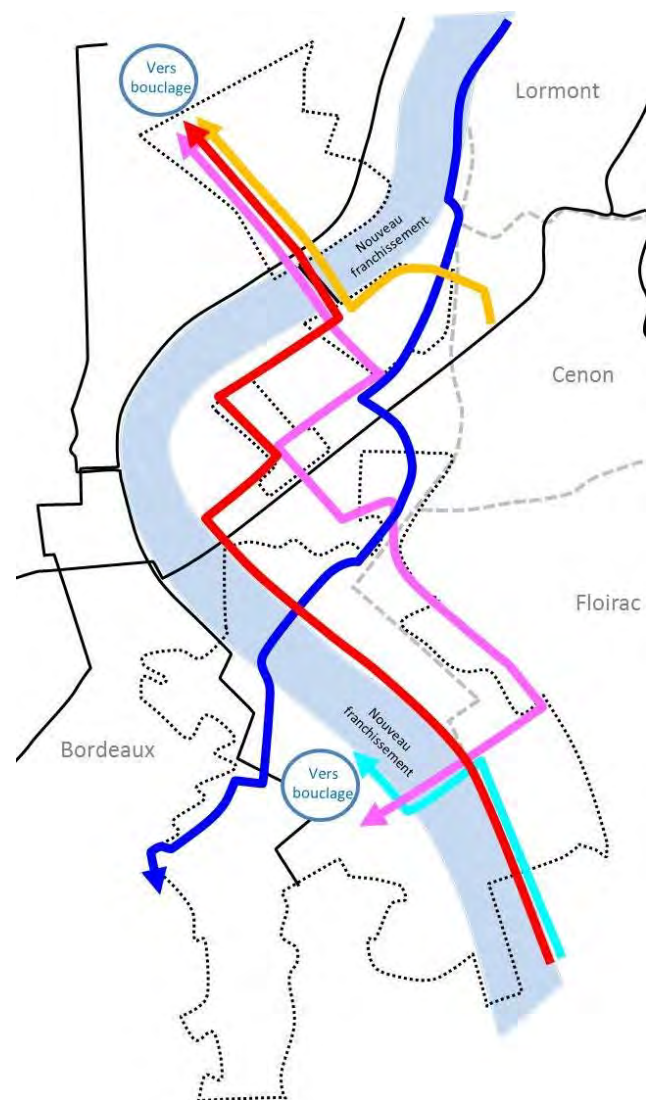 Vers
bouclage
Lormont
Nouveau
franchissement
Cenon
Floirac
Nouveau
franchissement
Bordeaux
Vers
bouclage